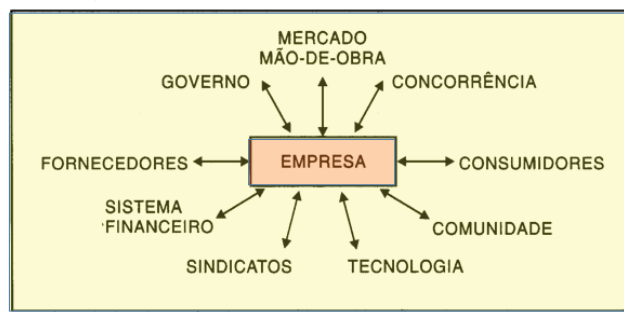 MERCADO
MÃO-DE-OBRA
GOVERNO
CONCORRÊNCIA
FORNECEDORES
EMPRESA
CONSUMIDORES
SISTEMA
FINANCEIRO
COMUNIDADE
SINDICATOS
TECNOLOGIA